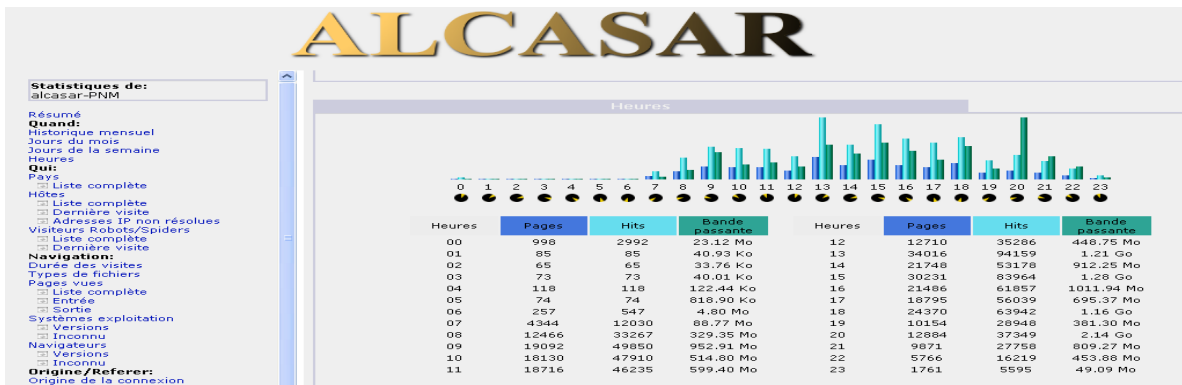 ALCASAR
Statistiques de:
alcasar-PNM
Résumé
Quand:
Historique mensuel
Jours du mois
Jours de la semaine
Heures
Qui:
Pays
Liste complète
Hôtes
Liste complète
Dernière visite
Adresses IP non résolues
Visiteurs Robots/Spiders
Liste complète
Dernière visite
Navigation:
Durée des visites
Types de fichiers
Pages vues
Liste complète
Entrée
Sortie
Systèmes exploitation
Versions
Inconnu
Navigateurs
Versions
Inconnu
Origine/Referer:
Origine de la connexion
Heures
0 1 2 3 4 5 6 7 8 9 10 11 12 13 14 15 16 17 18 19 20 21 22 23
Heures Pages Hits Bande passante Heures Pages Hits Bande passante
00 998 2992 23.12 Mo 12 12710 35286 448.75 Mo
01 85 85 40.93 Ko 13 34016 94159 1.21 Go
02 65 65 33.76 Ko 14 21748 53178 912.25 Mo
03 73 73 40.01 Ko 15 30231 83964 1.28 Go
04 118 118 122.44 Ko 16 21486 61857 1011.94 Mo
05 74 74 818.90 Ko 17 18795 56039 695.37 Mo
06 257 547 4.80 Mo 18 24370 63942 1.16 Go
07 4344 12030 88.77 Mo 19 10154 28948 381.30 Mo
08 12466 33267 329.35 Mo 20 12884 37349 2.14 Go
09 19092 49850 952.91 Mo 21 9871 27758 809.27 Mo
10 18130 47910 514.80 Mo 22 5766 16219 453.88 Mo
11 18716 46235 599.40 Mo 23 1761 5595 49.09 Mo